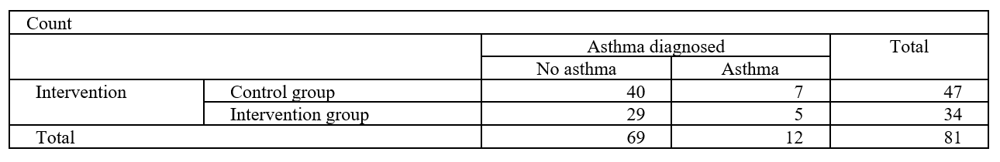 Count
Asthma diagnosed Total
No asthma Asthma
Intervention Control group 40 7 47
Intervention group 29 5 34
Total 69 12 81